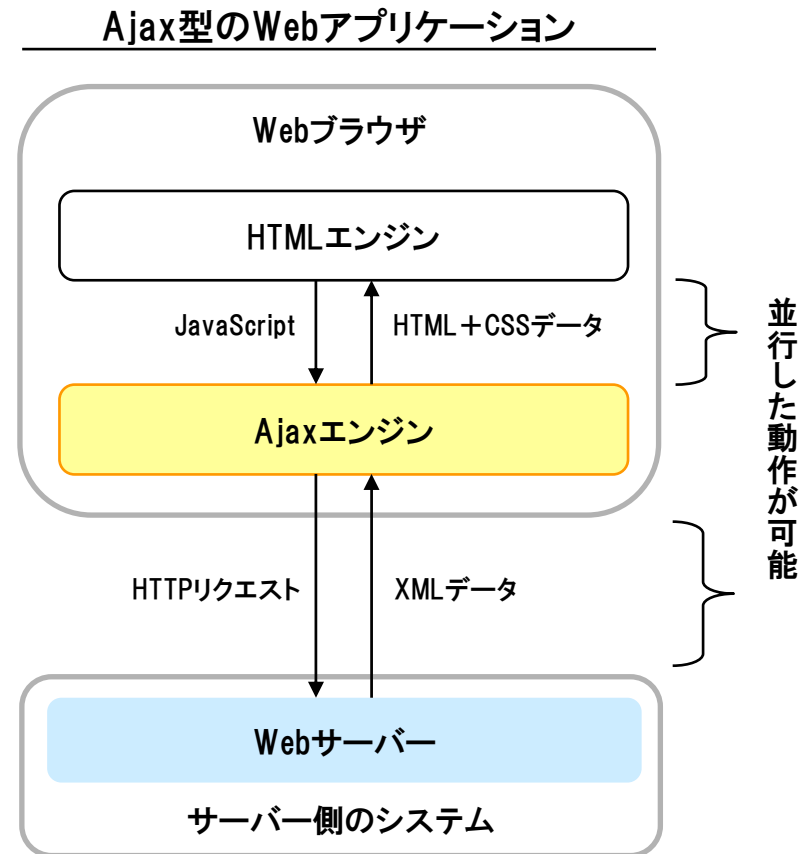 Ajax型のWebアプリケーション
Webブラウザ
HTMLエンジン
JavaScript
HTML+CSSデータ
Ajaxエンジン
並行した動作が可能
HTTPリクエスト
XMLデータ
Webサーバー
サーバー側のシステム